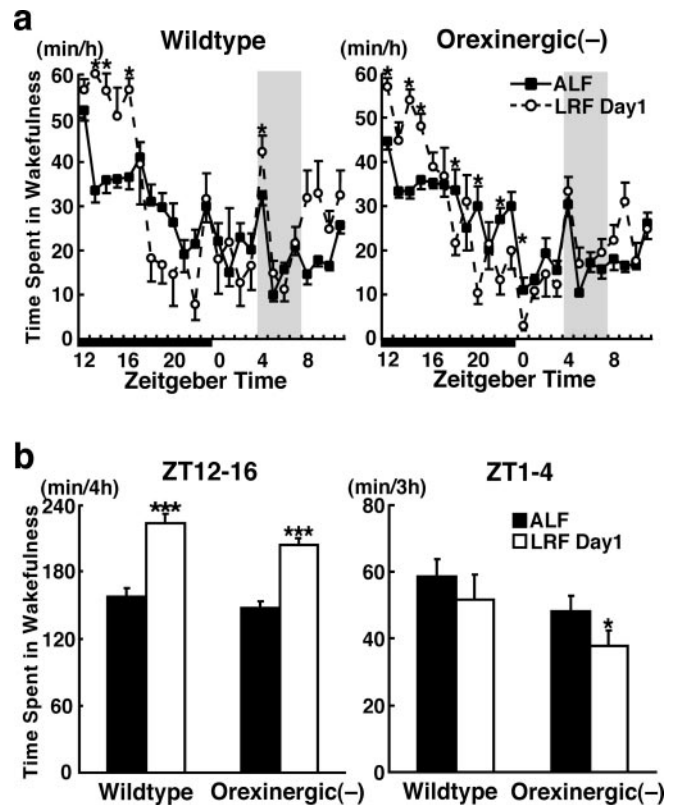 a
(min/h) Wildtype Orexinergic(–)
Time Spent in Wakefulness
60
50
40
30
20
10
0
* * *
*
12 16 20 0 4 8
Zeitgeber Time
60
50
40
30
20
10
0
ALF
LRF Day1
* * * * * * *
12 16 20 0 4 8
Zeitgeber Time
b
ZT12-16
(min/4h)
Time Spent in Wakefulness
240
180
120
60
0
*** ***
Wildtype Orexinergic(–)
ZT1-4
(min/3h)
80
60
40
20
0
ALF
LRF Day1
*
Wildtype Orexinergic(–)